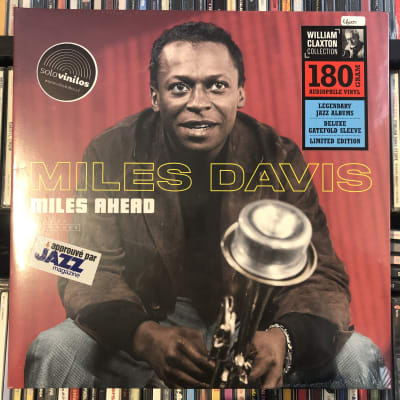 solovinilos
WILLIAM
CLAXTON
COLLECTION
180 GRAM
AUDIOPHILE VINYL
LEGENDARY
JAZZ ALBUMS
DELUXE
GATEFOLD SLEEVE
LIMITED EDITION
MILES DAVIS
MILES AHEAD
approuvé par
JAZZ
magazine